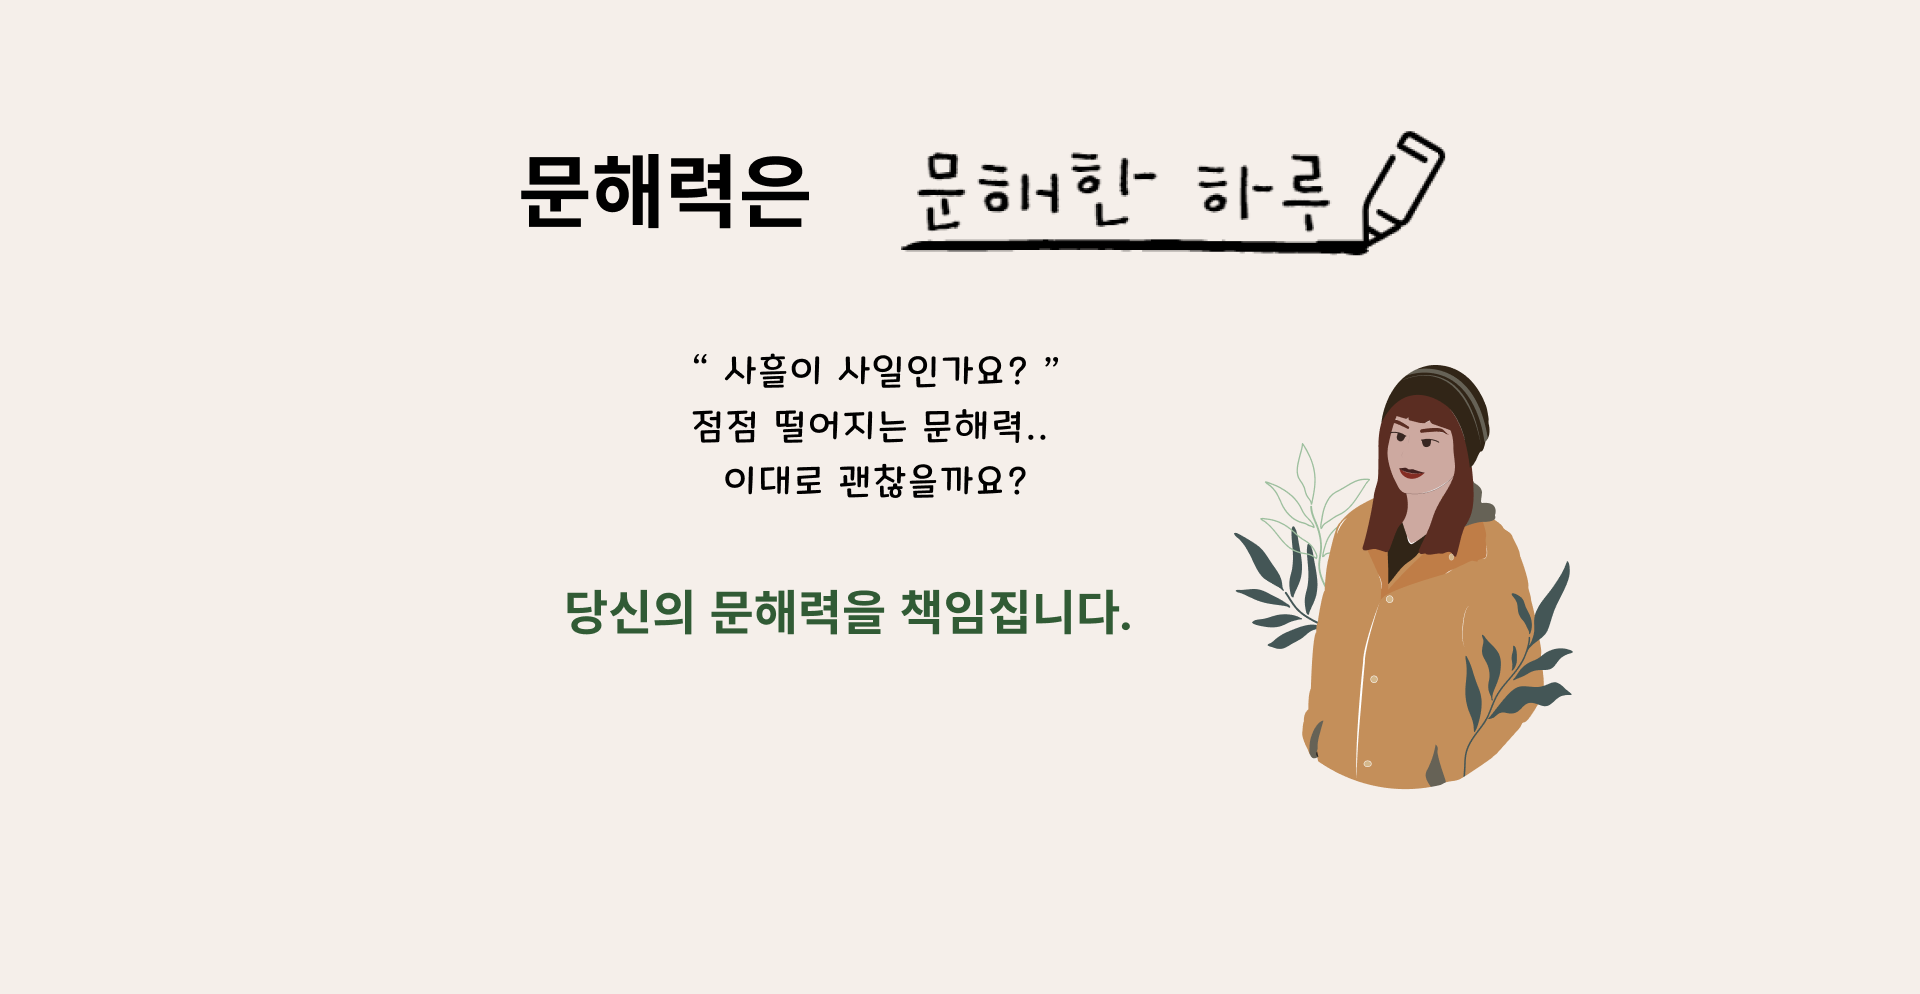 문해력은 문해한 하루
“ 사흘이 사일인가요? ”
점점 떨어지는 문해력..
이대로 괜찮을까요?
당신의 문해력을 책임집니다.